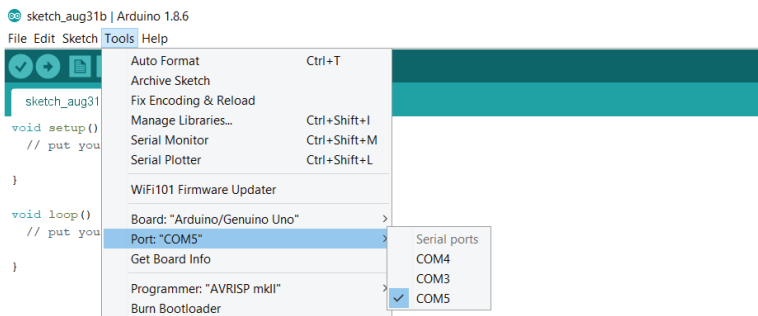 sketch_aug31b | Arduino 1.8.6
File Edit Sketch Tools Help
sketch_aug31
void setup()
// put you
}
void loop()
// put you
}
Auto Format Ctrl+T
Archive Sketch
Fix Encoding & Reload
Manage Libraries... Ctrl+Shift+I
Serial Monitor Ctrl+Shift+M
Serial Plotter Ctrl+Shift+L
WiFi101 Firmware Updater
Board: "Arduino/Genuino Uno"
Port: "COM5"
Get Board Info
Programmer: "AVRISP mkII"
Burn Bootloader
Serial ports
COM4
COM3
COM5